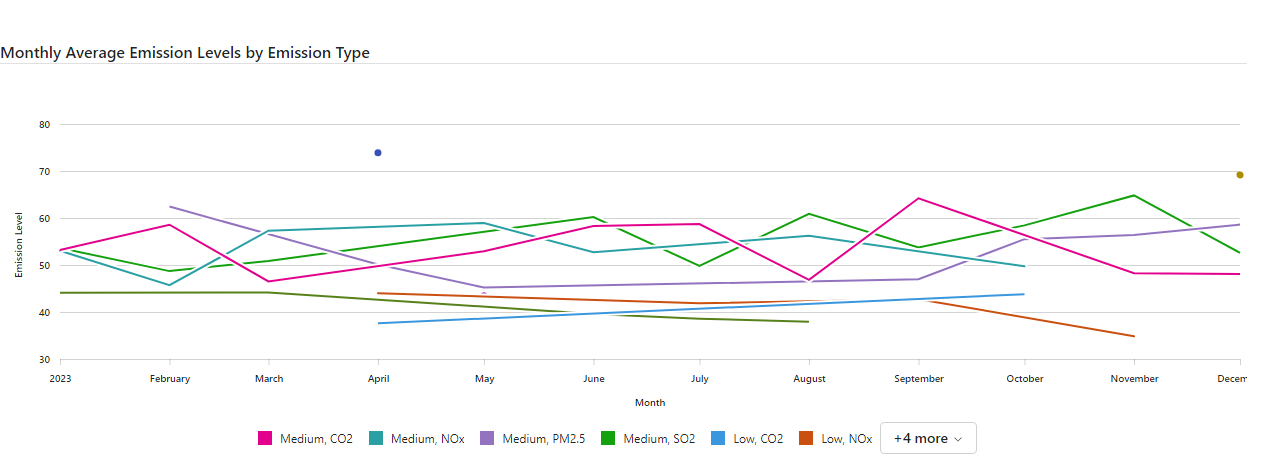 Monthly Average Emission Levels by Emission Type
80
70
60
50
40
30
Emission Level
2023 February March April May June July August September October November Decem
Month
Medium, CO2 Medium, NOx Medium, PM2.5 Medium, SO2 Low, CO2 Low, NOx +4 more